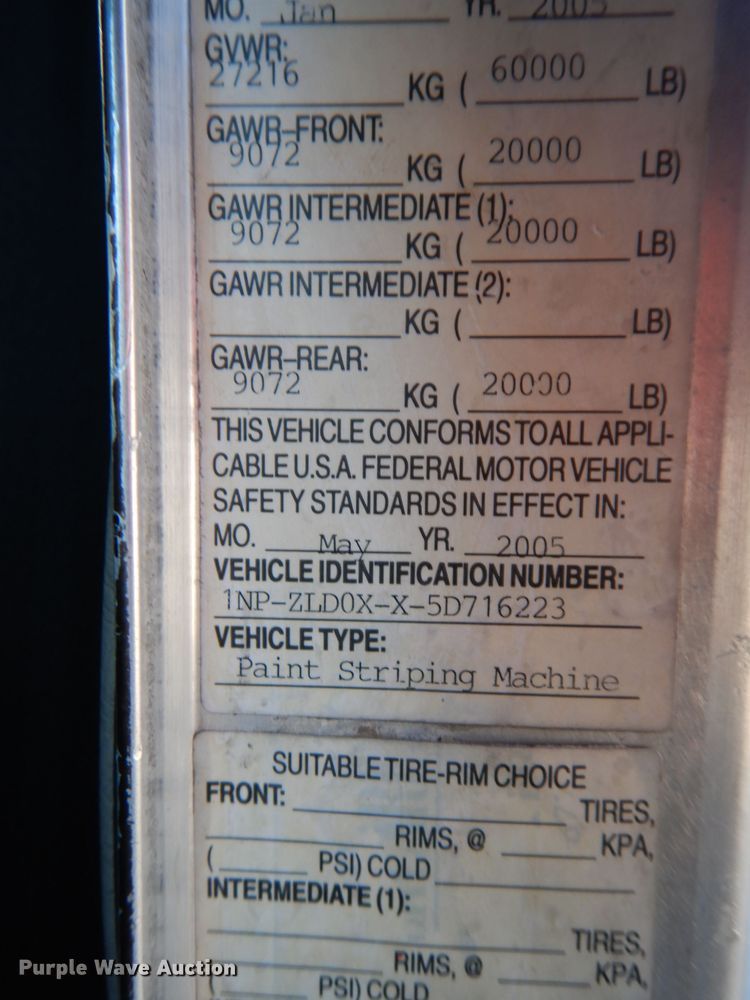 MO. Jan YR. 2005
GVWR:
27216 KG ( 60000 LB)
GAWR-FRONT:
9072 KG ( 20000 LB)
GAWR INTERMEDIATE (1):
9072 KG ( 20000 LB)
GAWR INTERMEDIATE (2):
KG ( LB)
GAWR-REAR:
9072 KG ( 20000 LB)
THIS VEHICLE CONFORMS TO ALL APPLI-
CABLE U.S.A. FEDERAL MOTOR VEHICLE
SAFETY STANDARDS IN EFFECT IN:
MO. May YR. 2005
VEHICLE IDENTIFICATION NUMBER:
1NP-ZLD0X-X-5D716223
VEHICLE TYPE:
Paint Striping Machine
SUITABLE TIRE-RIM CHOICE
FRONT: TIRES,
RIMS, @ KPA,
( PSI) COLD
INTERMEDIATE (1):
TIRES,
RIMS, @ KPA,
( PSI) COLD
Purple Wave Auction